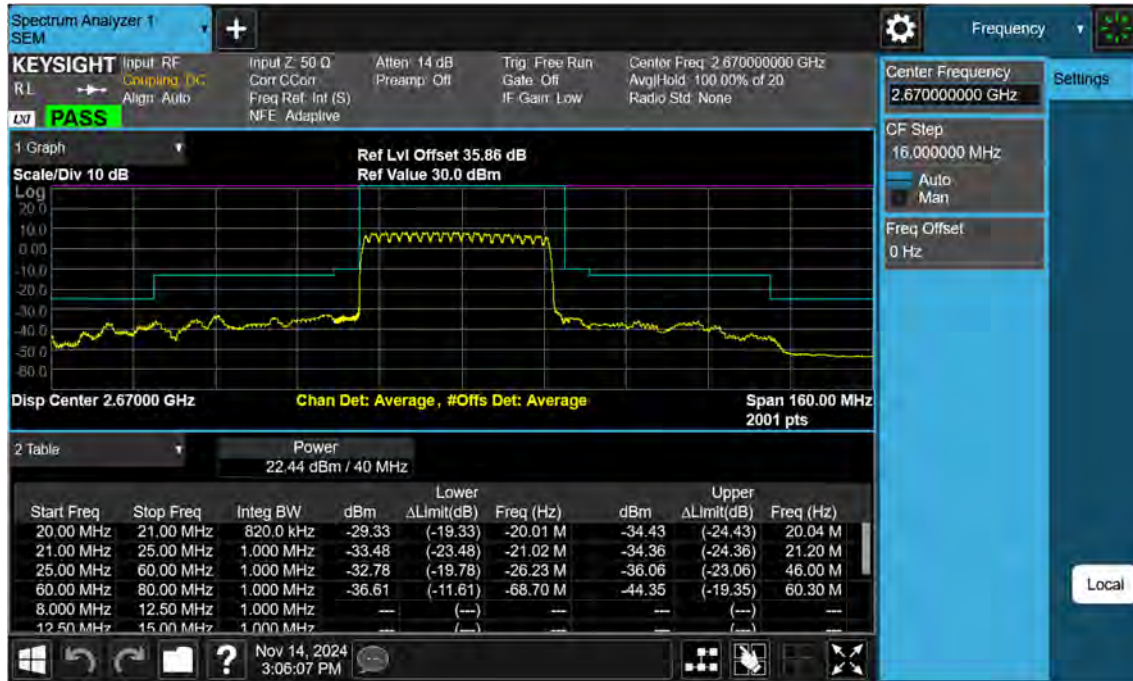 Spectrum Analyzer 1
SEM
+
Frequency
KEYSIGHT
RL
LXI PASS
Input: RF
Coupling: DC
Align: Auto
Input Z: 50 Ω
Corr CCorr
Freq Ref: Int (S)
NFE: Adaptive
Atten: 14 dB
Preamp: Off
Trig: Free Run
Gate: Off
IF Gain: Low
Center Freq: 2.670000000 GHz
Avg|Hold: 100.00% of 20
Radio Std: None
Center Frequency
2.670000000 GHz
Settings
CF Step
16.000000 MHz
Auto
Man
Freq Offset
0 Hz
1 Graph
Scale/Div 10 dB
Ref Lvl Offset 35.86 dB
Ref Value 30.0 dBm
Log
20.0
10.0
0.00
-10.0
-20.0
-30.0
-40.0
-50.0
-60.0
Disp Center 2.67000 GHz
Chan Det: Average, #Offs Det: Average
Span 160.00 MHz
2001 pts
2 Table
Power
22.44 dBm / 40 MHz
Lower Upper
Start Freq Stop Freq Integ BW dBm ΔLimit(dB) Freq (Hz) dBm ΔLimit(dB) Freq (Hz)
20.00 MHz 21.00 MHz 820.0 kHz -29.33 (-19.33) -20.01 M -34.43 (-24.43) 20.04 M
21.00 MHz 25.00 MHz 1.000 MHz -33.48 (-23.48) -21.02 M -34.36 (-24.36) 21.20 M
25.00 MHz 60.00 MHz 1.000 MHz -32.78 (-19.78) -26.23 M -36.06 (-23.06) 46.00 M
60.00 MHz 80.00 MHz 1.000 MHz -36.61 (-11.61) -68.70 M -44.35 (-19.35) 60.30 M
8.000 MHz 12.50 MHz 1.000 MHz --- (---) --- --- (---) ---
12.50 MHz 15.00 MHz 1.000 MHz --- (---) --- --- (---) ---
Local
?
Nov 14, 2024
3:06:07 PM